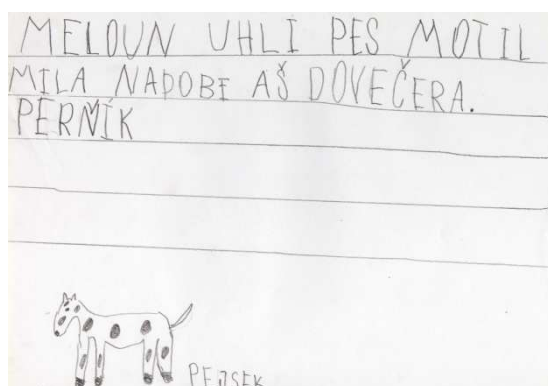 MELOUN UHLI PES MOTIL
MILA NADOBI AŠ DOVEČERA.
PERNÍK
PEJSEK